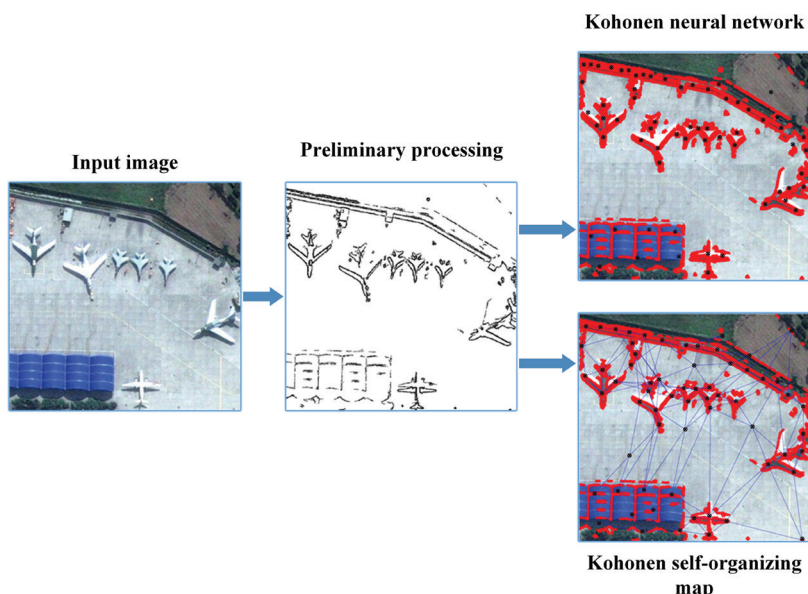 Kohonen neural network
Input image
Preliminary processing
Kohonen self-organizing
map